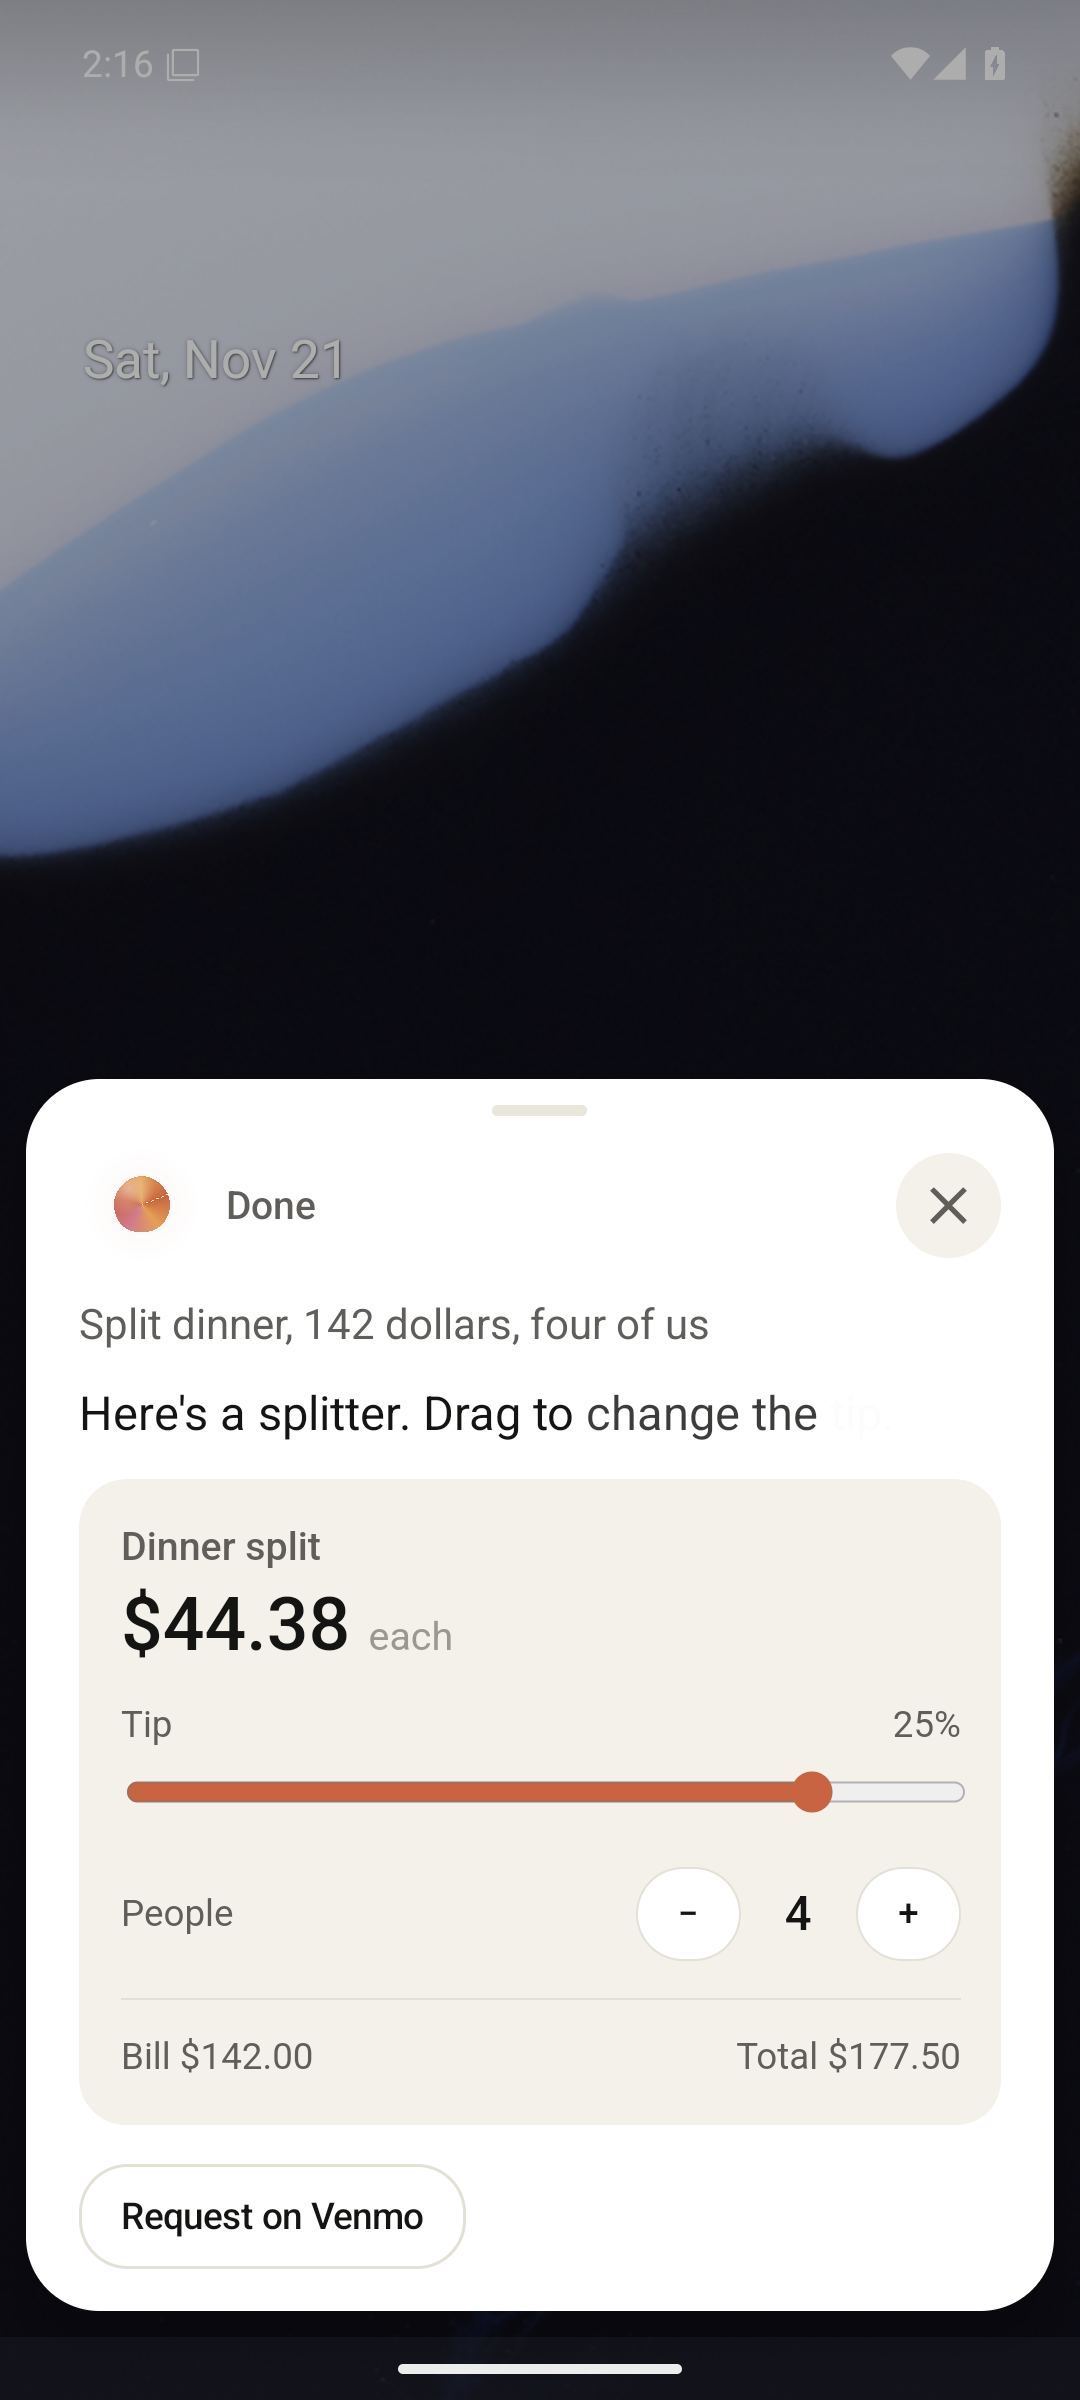 2:16
Sat, Nov 21
Done
Split dinner, 142 dollars, four of us
Here's a splitter. Drag to change the tip.
Dinner split
$44.38 each
Tip 25%
People − 4 +
Bill $142.00 Total $177.50
Request on Venmo